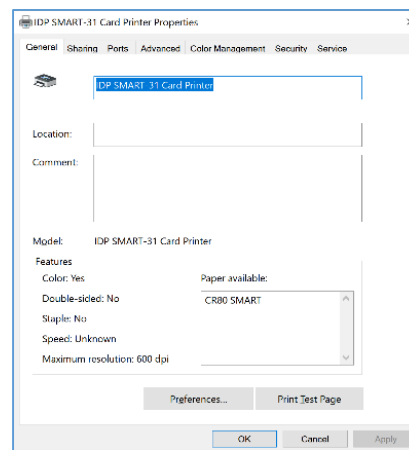 IDP SMART-31 Card Printer Properties
General Sharing Ports Advanced Color Management Security Service
IDP SMART-31 Card Printer
Location:
Comment:
Model: IDP SMART-31 Card Printer
Features
Color: Yes Paper available:
Double-sided: No CR80 SMART
Staple: No
Speed: Unknown
Maximum resolution: 600 dpi
Preferences... Print Test Page
OK Cancel Apply